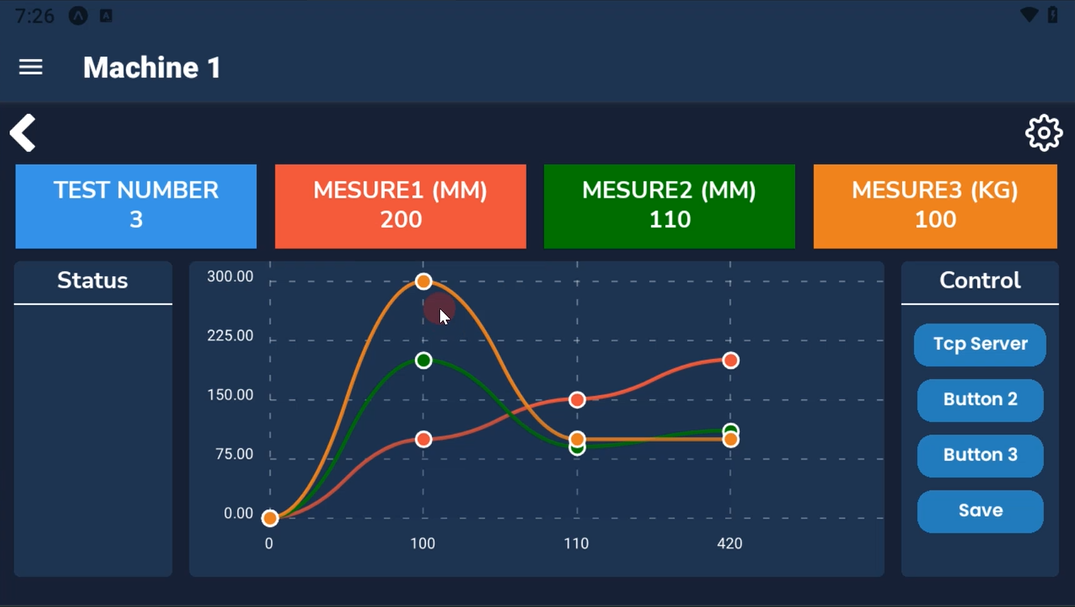 7:26
Machine 1
TEST NUMBER
3
MESURE1 (MM)
200
MESURE2 (MM)
110
MESURE3 (KG)
100
Status
300.00
225.00
150.00
75.00
0.00
0
100
110
420
Control
Tcp Server
Button 2
Button 3
Save